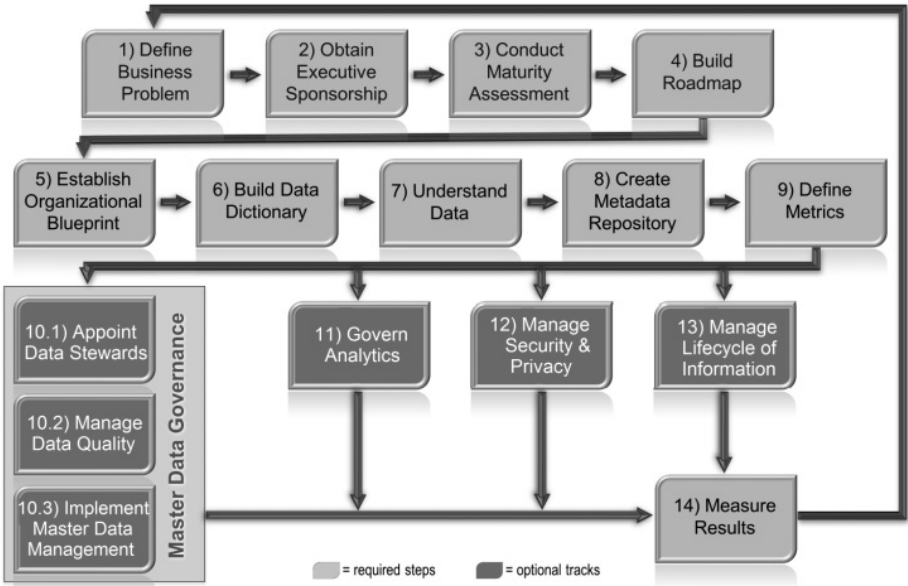 1) Define
Business
Problem
2) Obtain
Executive
Sponsorship
3) Conduct
Maturity
Assessment
4) Build
Roadmap
5) Establish
Organizational
Blueprint
6) Build Data
Dictionary
7) Understand
Data
8) Create
Metadata
Repository
9) Define
Metrics
10.1) Appoint
Data Stewards
10.2) Manage
Data Quality
10.3) Implement
Master Data
Management
Master Data Governance
11) Govern
Analytics
12) Manage
Security &
Privacy
13) Manage
Lifecycle of
Information
14) Measure
Results
= required steps
= optional tracks